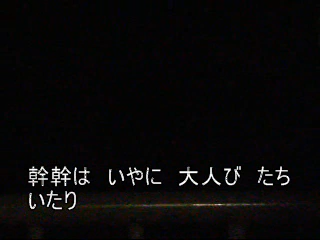 幹幹は　いやに　大人び　たち
いたり